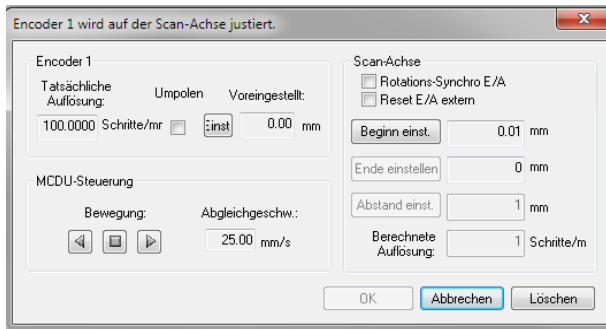 Encoder 1 wird auf der Scan-Achse justiert.
Encoder 1
Tatsächliche
Auflösung:
Umpolen
Voreingestellt:
100.0000 Schritte/mr
Einst
0.00 mm
MCDU-Steuerung
Bewegung:
Abgleichgeschw.:
25.00 mm/s
Scan-Achse
Rotations-Synchro E/A
Reset E/A extern
Beginn einst.
0.01 mm
Ende einstellen
0 mm
Abstand einst.
1 mm
Berechnete
Auflösung:
1 Schritte/m
OK
Abbrechen
Löschen